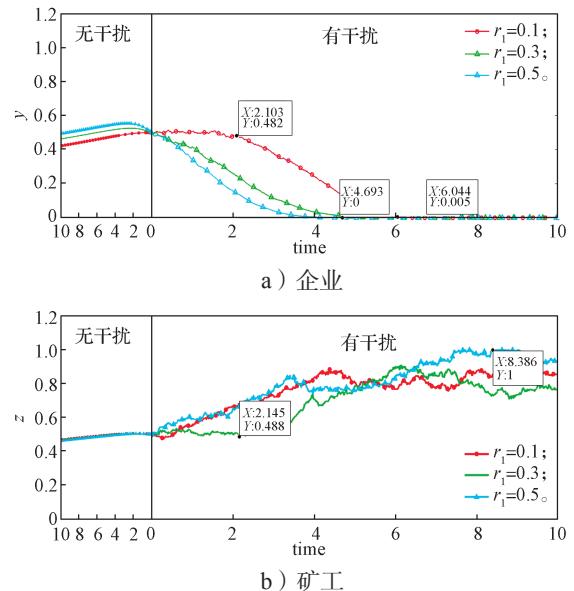 1.2
无干扰
有干扰
r₁=0.1；
r₁=0.3；
r₁=0.5。
1.0
0.8
y
0.6
X:2.103
Y:0.482
0.4
0.2
X:4.693
Y:0
X:6.044
Y:0.005
0
10 8 6 4 2 0 2 4 6 8 10
time
a）企业
1.2
无干扰
有干扰
1.0
X:8.386
Y:1
0.8
z
0.6
X:2.145
Y:0.488
0.4
r₁=0.1；
r₁=0.3；
r₁=0.5。
0.2
0
10 8 6 4 2 0 2 4 6 8 10
time
b）矿工